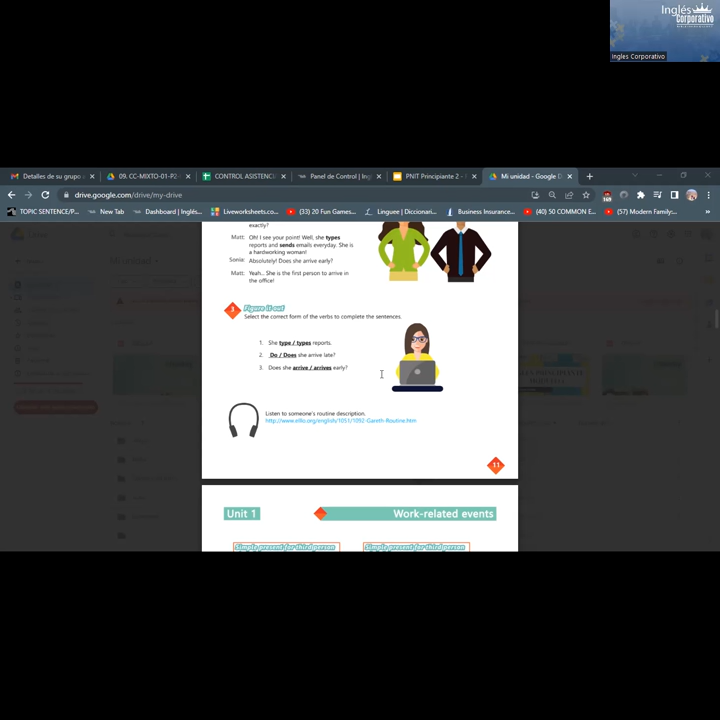 Inglés
Corporativo
Ingles Corporativo
Detalles de su grupo
09. CC-MIXTO-01-P2-
CONTROL ASISTENCI
Panel de Control | In
PNIT Principiante 2 -
Mi unidad - Google D
drive.google.com/drive/my-drive
169
TOPIC SENTENCE/P...
New Tab
Dashboard | Inglés...
Liveworksheets.co...
(33) 20 Fun Games...
Linguee | Diccionari...
Business Insurance...
(40) 50 COMMON E...
(57) Modern Family:...
»
exactly?
Matt: Oh! I see your point! Well, she types
reports and sends emails everyday. She is
a hardworking woman!
Sonia: Absolutely! Does she arrive early?
Matt: Yeah... She is the first person to arrive in
the office!
3 Figure it out
Select the correct form of the verbs to complete the sentences.
1. She type / types reports.
2. Do / Does she arrive late?
3. Does she arrive / arrives early?
Listen to someone's routine description.
http://www.elllo.org/english/1051/1092-Gareth-Routine.htm
11
Unit 1
Work-related events
Simple present for third person
Simple present for third person